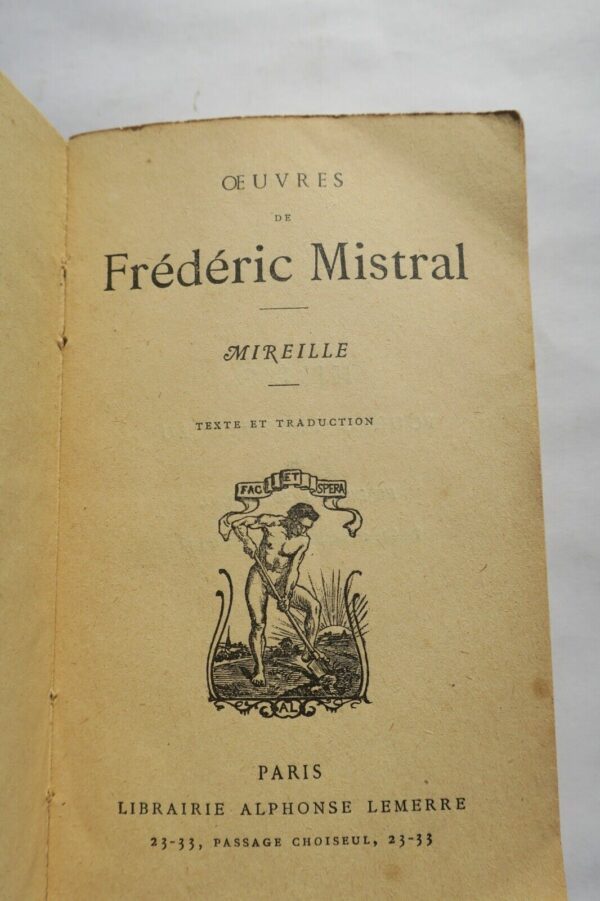 ŒUVRES
DE
Frédéric Mistral
MIREILLE
TEXTE ET TRADUCTION
FAC ET SPERA
AL
PARIS
LIBRAIRIE ALPHONSE LEMERRE
23-33, PASSAGE CHOISEUL, 23-33